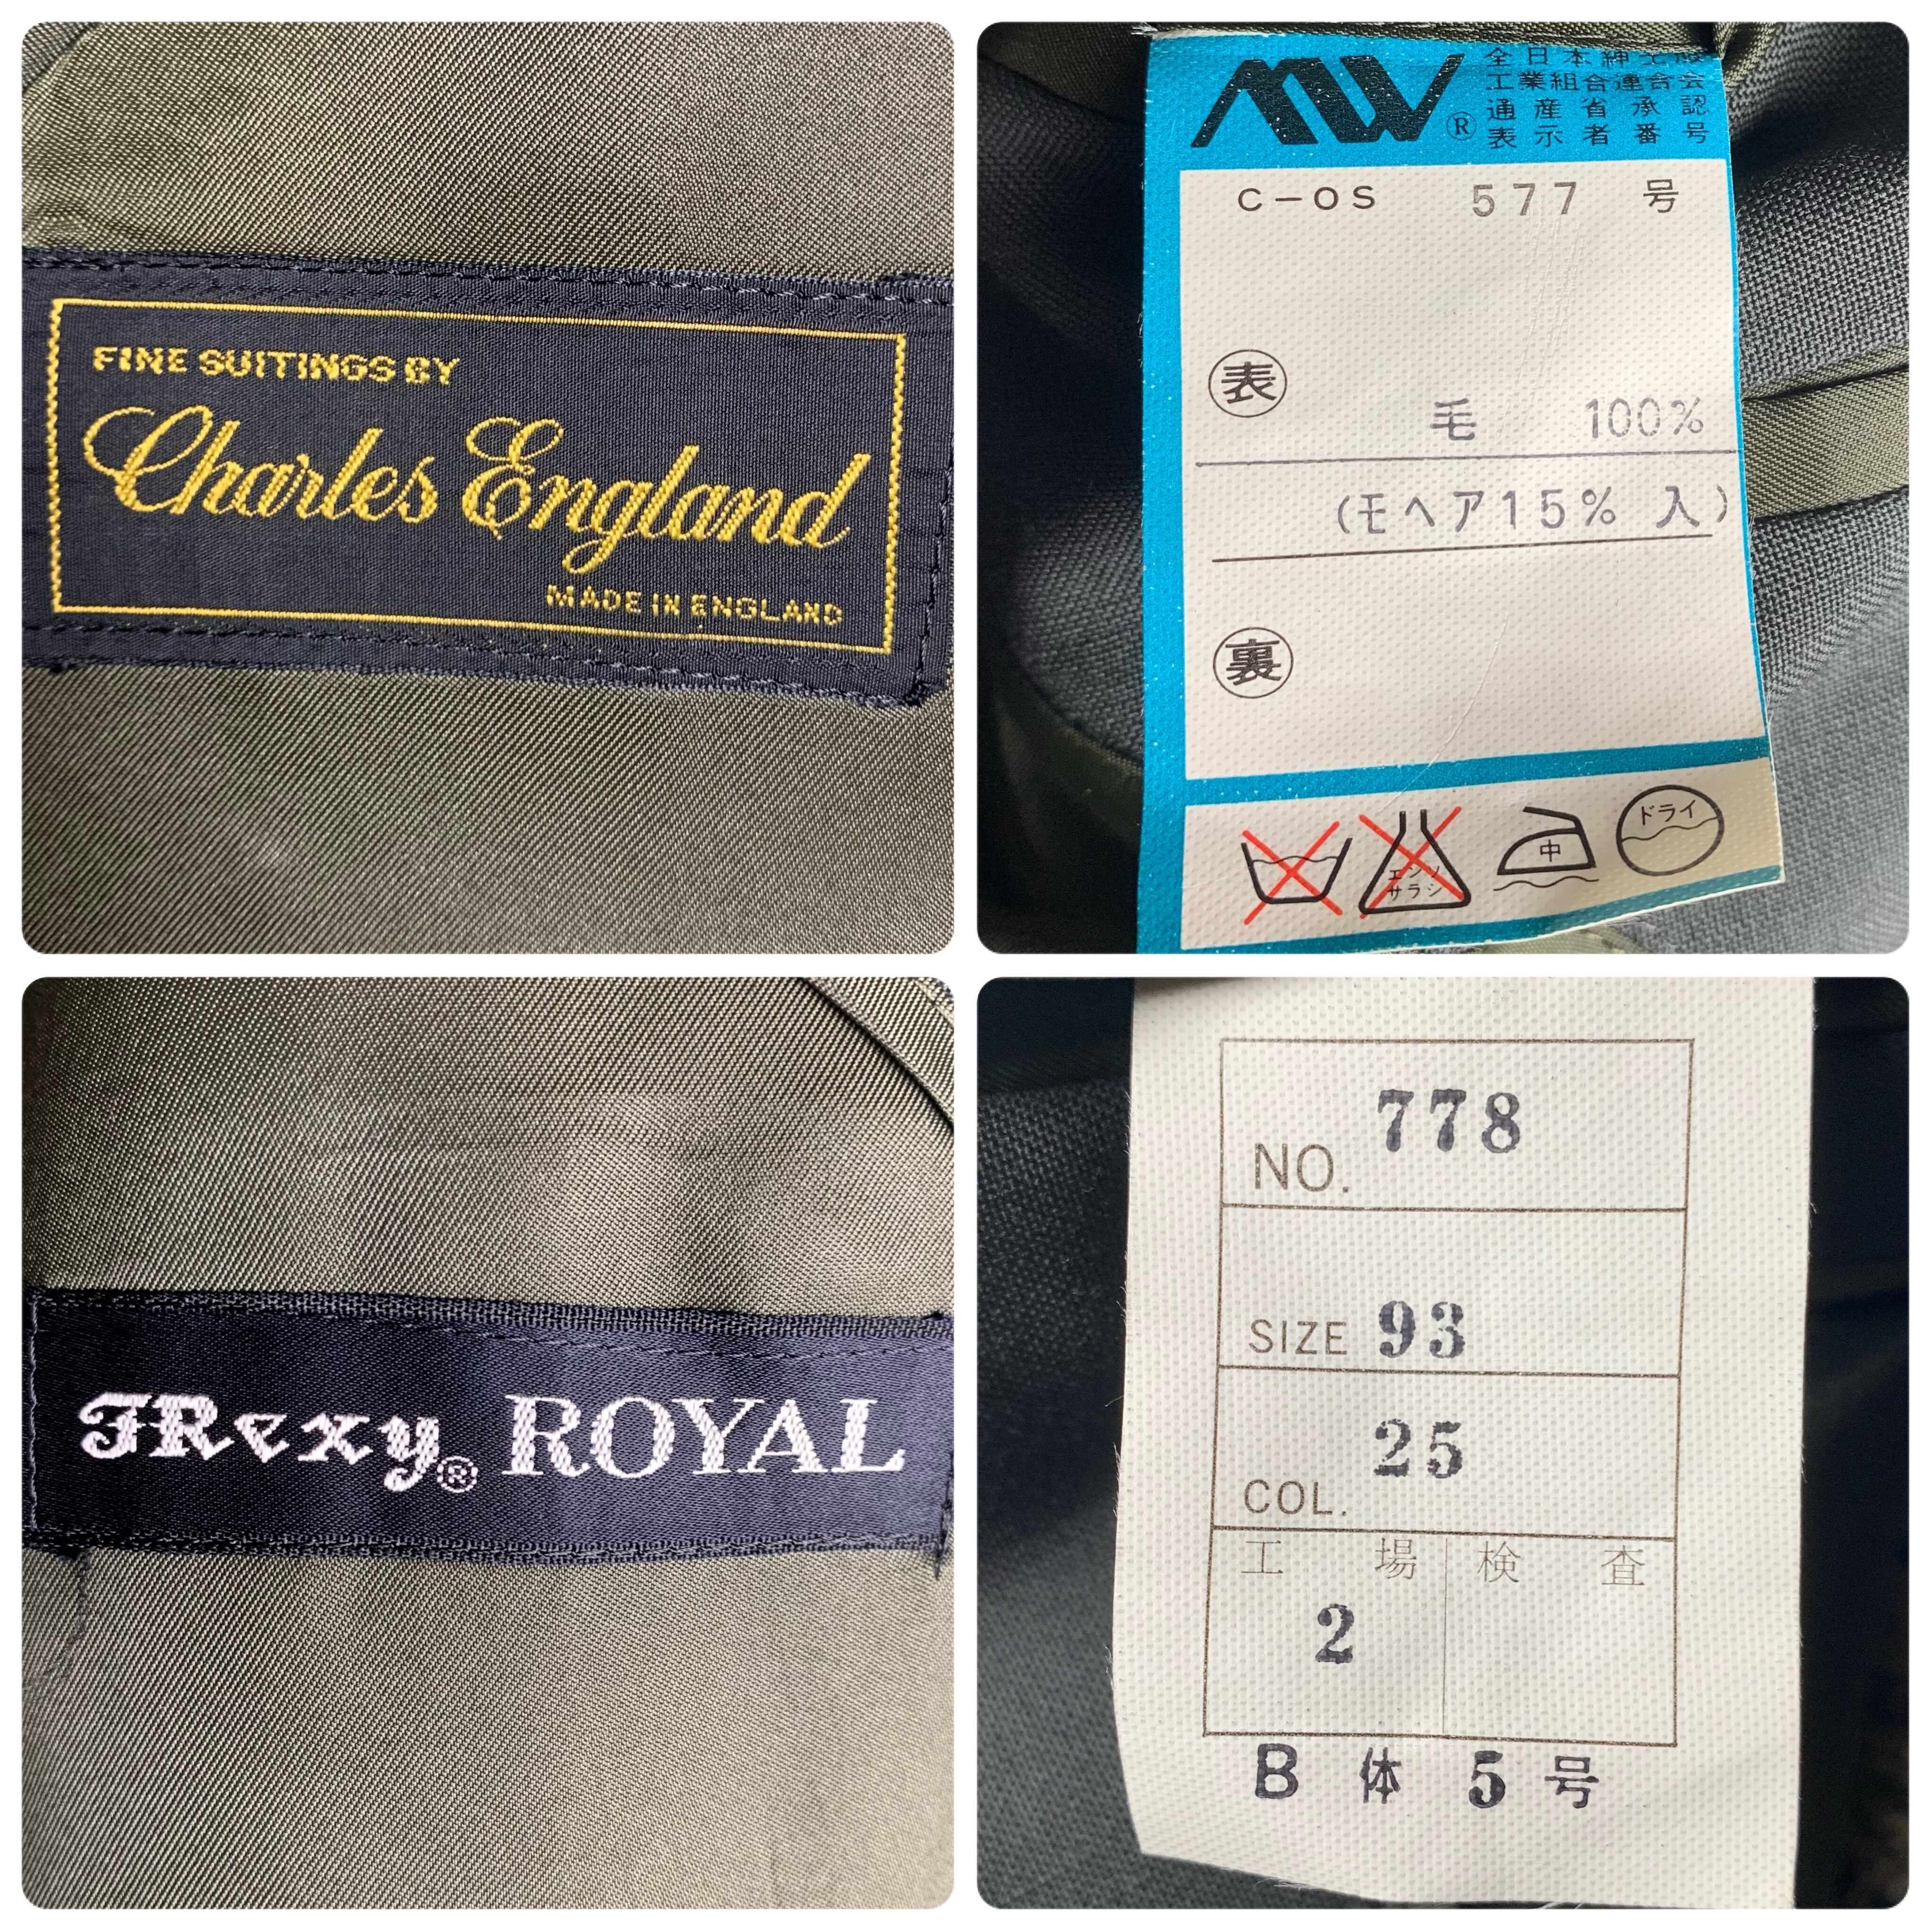 FINE SUITINGS BY
Charles England
MADE IN ENGLAND
MW®
全日本紳士服
工業組合連合会
通産省承認
表示者番号
C-OS 577 号
表
毛 100%
(モヘア15% 入)
裏
エンソ
サラシ
中
ドライ
JRexy® ROYAL
NO. 778
SIZE 93
COL. 25
工場 検査
2
B 体 5 号